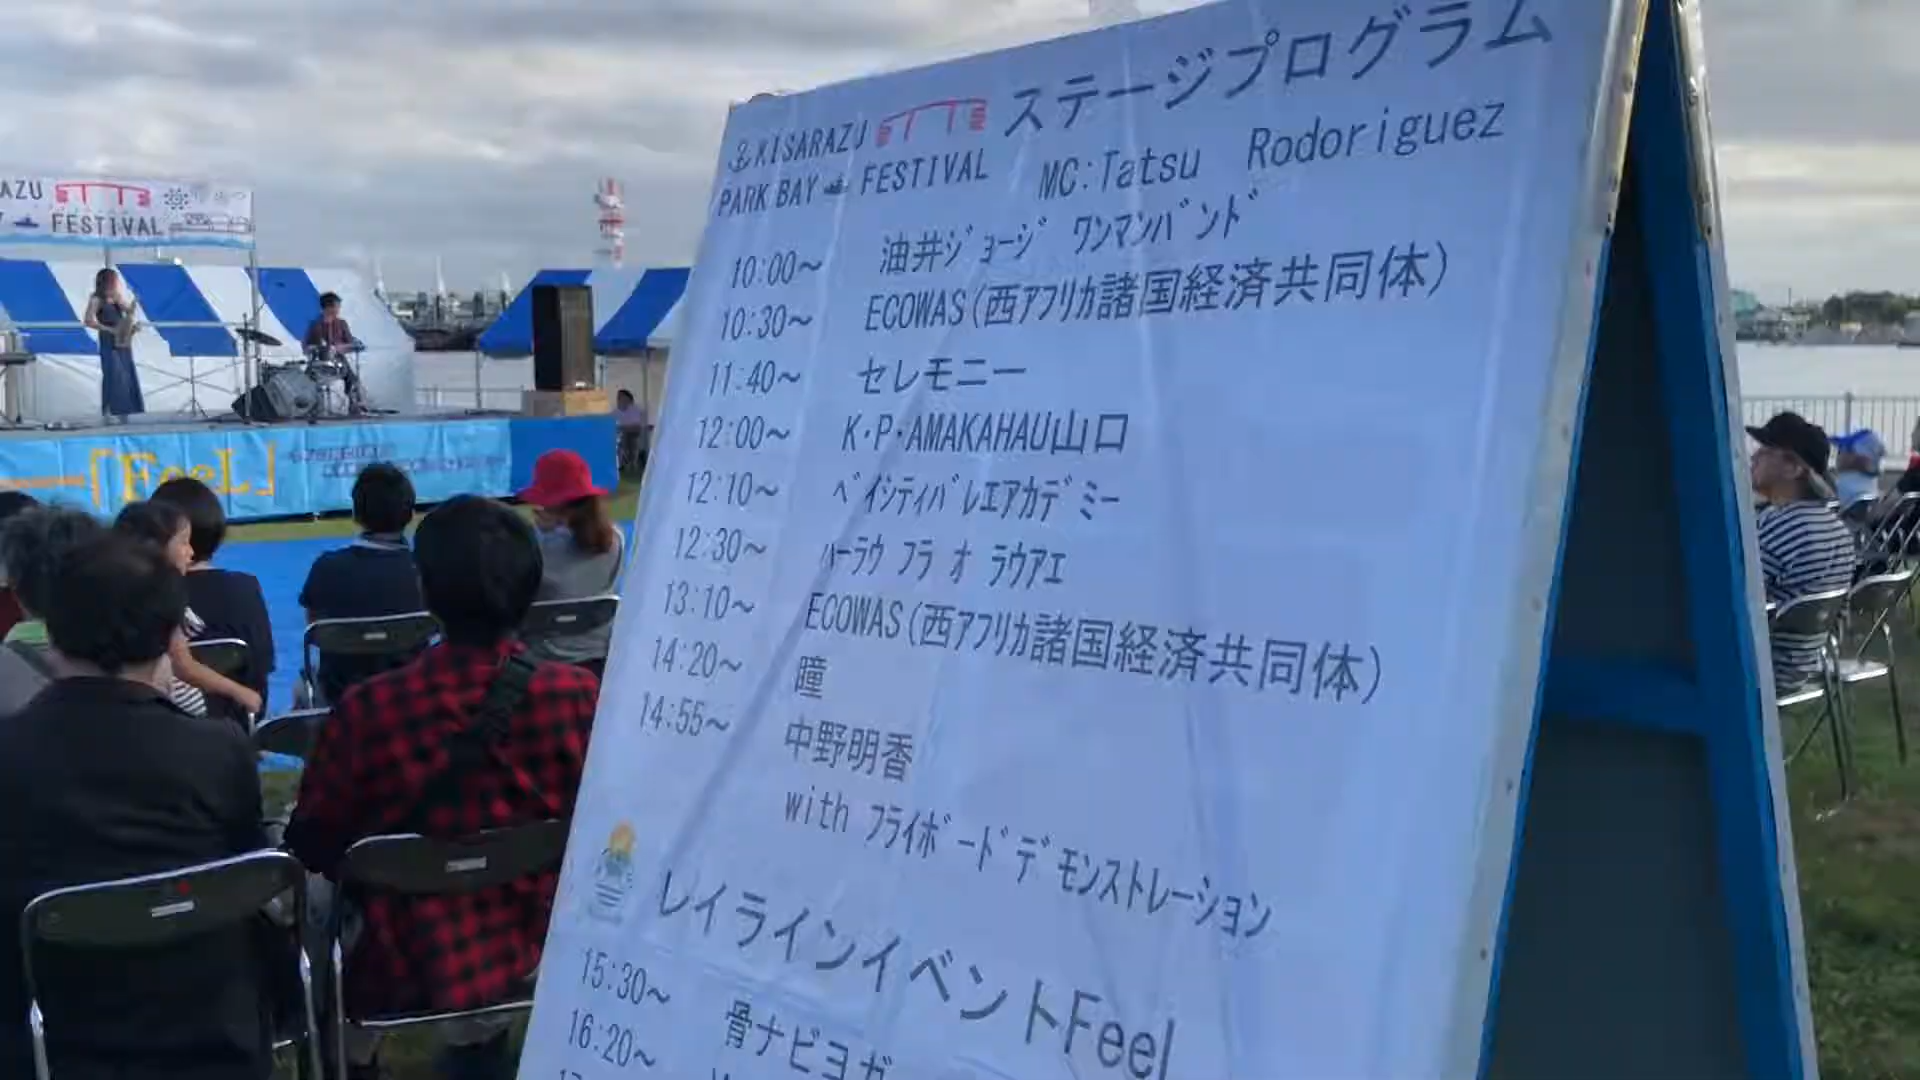 AZU
FESTIVAL
「FeeL」
KISARAZU
PARK BAY FESTIVAL
ステージプログラム
MC:Tatsu Rodoriguez
10:00～ 油井ｼﾞｮｰｼﾞ ﾜﾝﾏﾝﾊﾞﾝﾄﾞ
10:30～ ECOWAS(西ｱﾌﾘｶ諸国経済共同体)
11:40～ セレモニー
12:00～ K・P・AMAKAHAU山口
12:10～ ﾍﾞｲｼﾃｨﾊﾞﾚｴｱｶﾃﾞﾐｰ
12:30～ ﾊｰﾗｳ ﾌﾗ ｵ ﾗｳｱｴ
13:10～ ECOWAS(西ｱﾌﾘｶ諸国経済共同体)
14:20～ 瞳
14:55～ 中野明香
with ﾌﾗｲﾎﾞｰﾄﾞﾃﾞﾓﾝｽﾄﾚｰｼｮﾝ
レイラインイベントFeel
15:30～ 骨ナビヨガ
16:20～